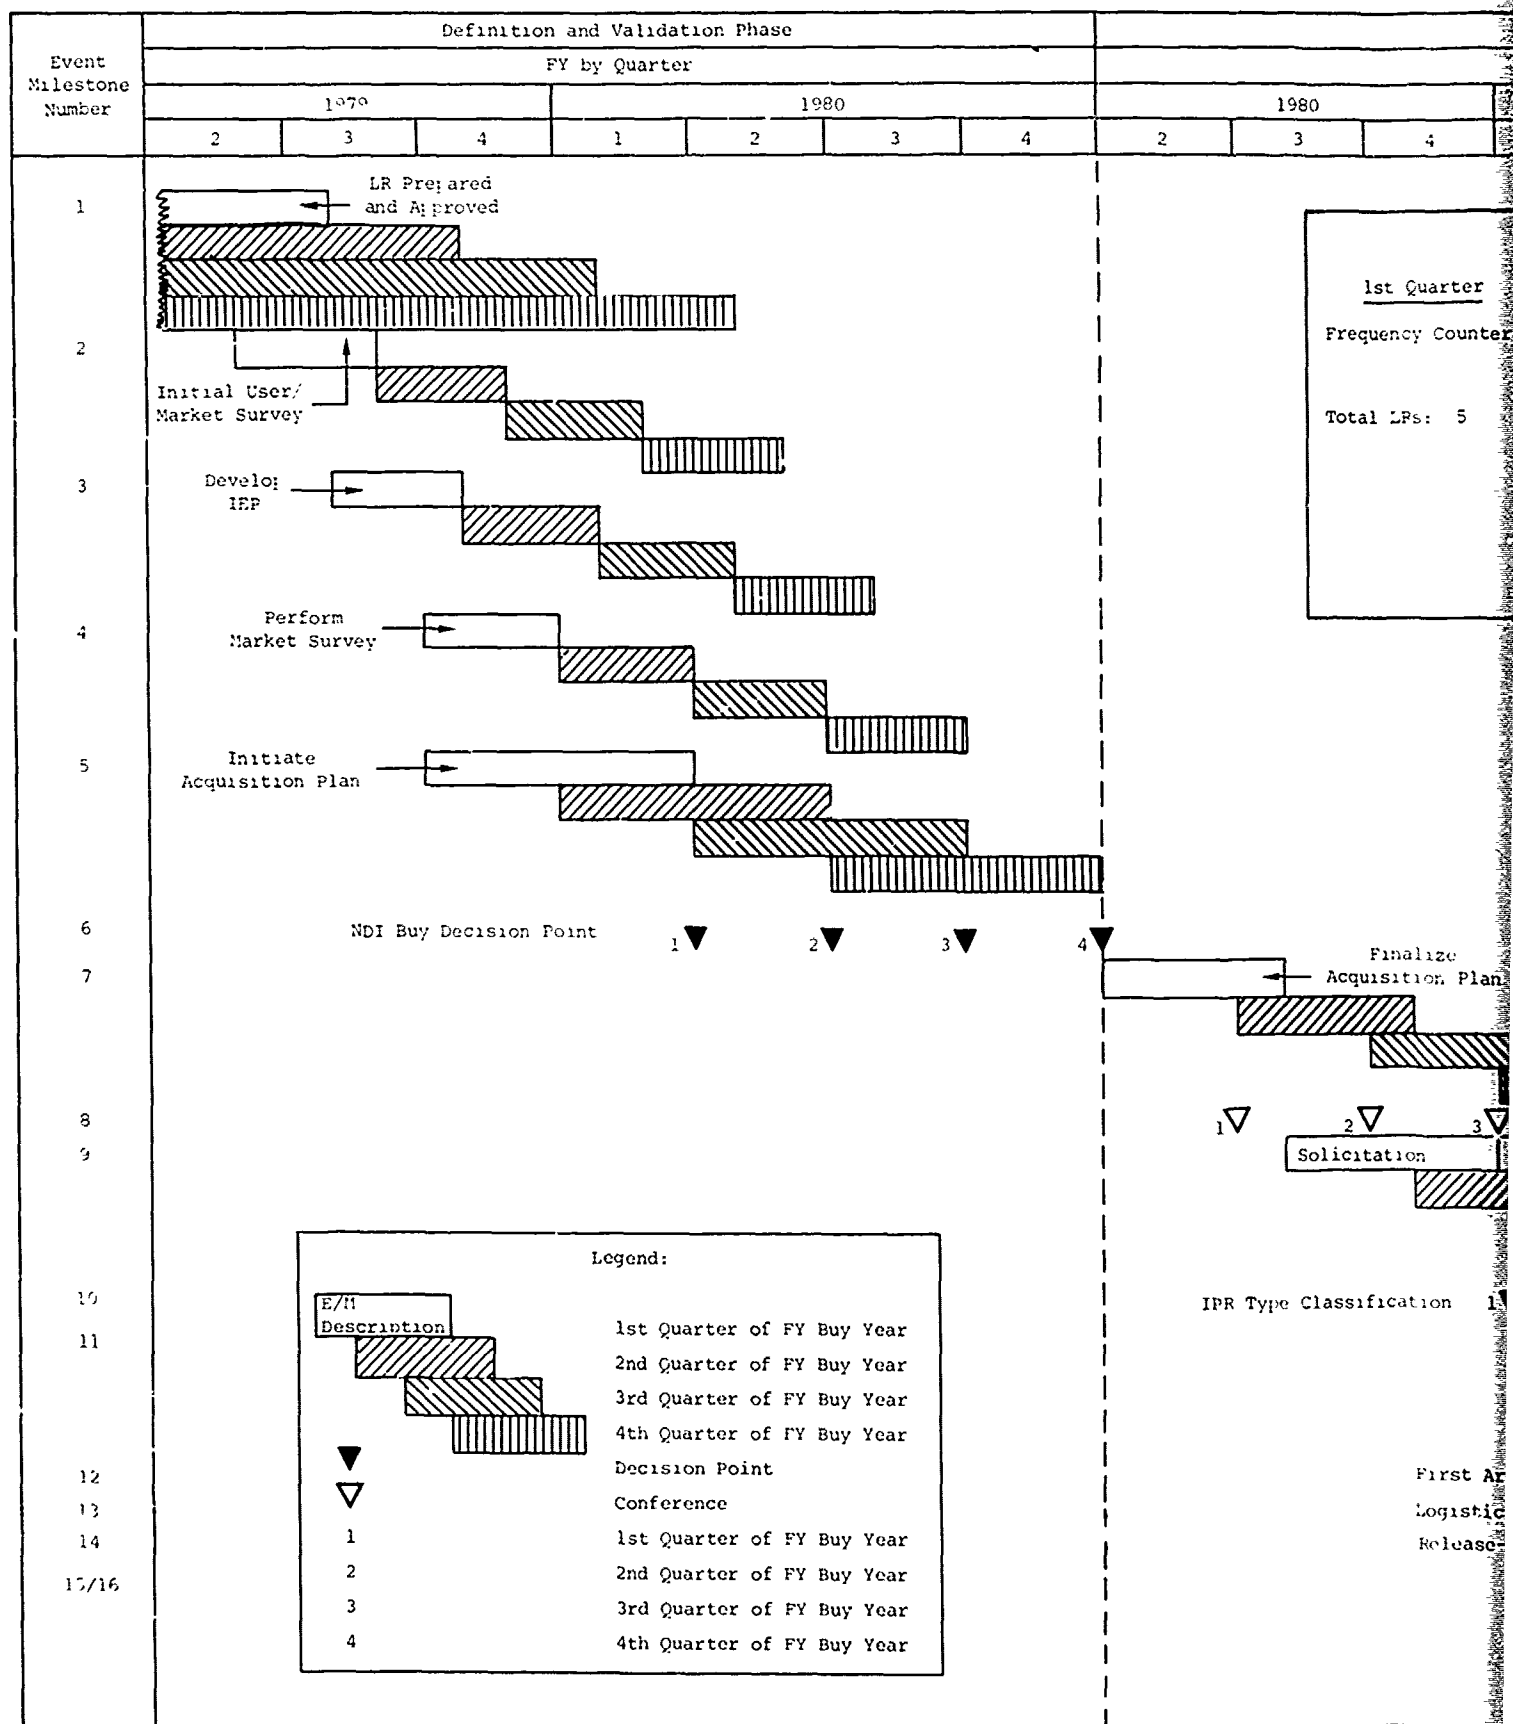 Definition and Validation Phase
Event
Milestone
Number
FY by Quarter
1979
1980
1980
2
3
4
1
2
3
4
2
3
4
1
LR Prepared
and Approved
1st Quarter
Frequency Counter
Total LRs: 5
2
Initial User/
Market Survey
3
Develop
IEP
4
Perform
Market Survey
5
Initiate
Acquisition Plan
6
NDI Buy Decision Point
1
2
3
4
7
Finalize
Acquisition Plan
8
1
2
3
9
Solicitation
Legend:
10
E/M
Description
IPR Type Classification
1
11
1st Quarter of FY Buy Year
2nd Quarter of FY Buy Year
3rd Quarter of FY Buy Year
4th Quarter of FY Buy Year
12
Decision Point
First Ar
13
Conference
Logistic
14
1
1st Quarter of FY Buy Year
Release
15/16
2
2nd Quarter of FY Buy Year
3
3rd Quarter of FY Buy Year
4
4th Quarter of FY Buy Year